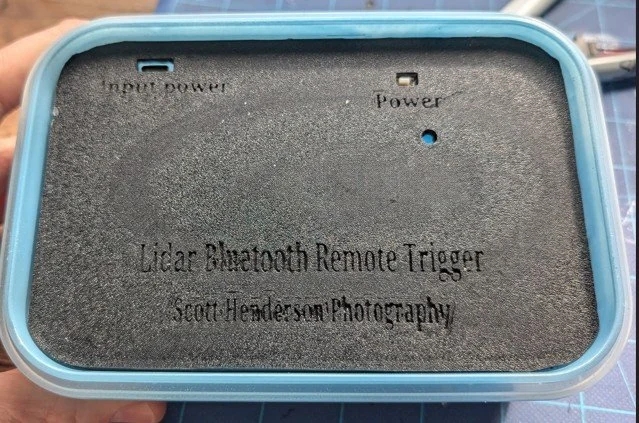 Input power
Power
Lidar Bluetooth Remote Trigger
Scott Henderson Photography